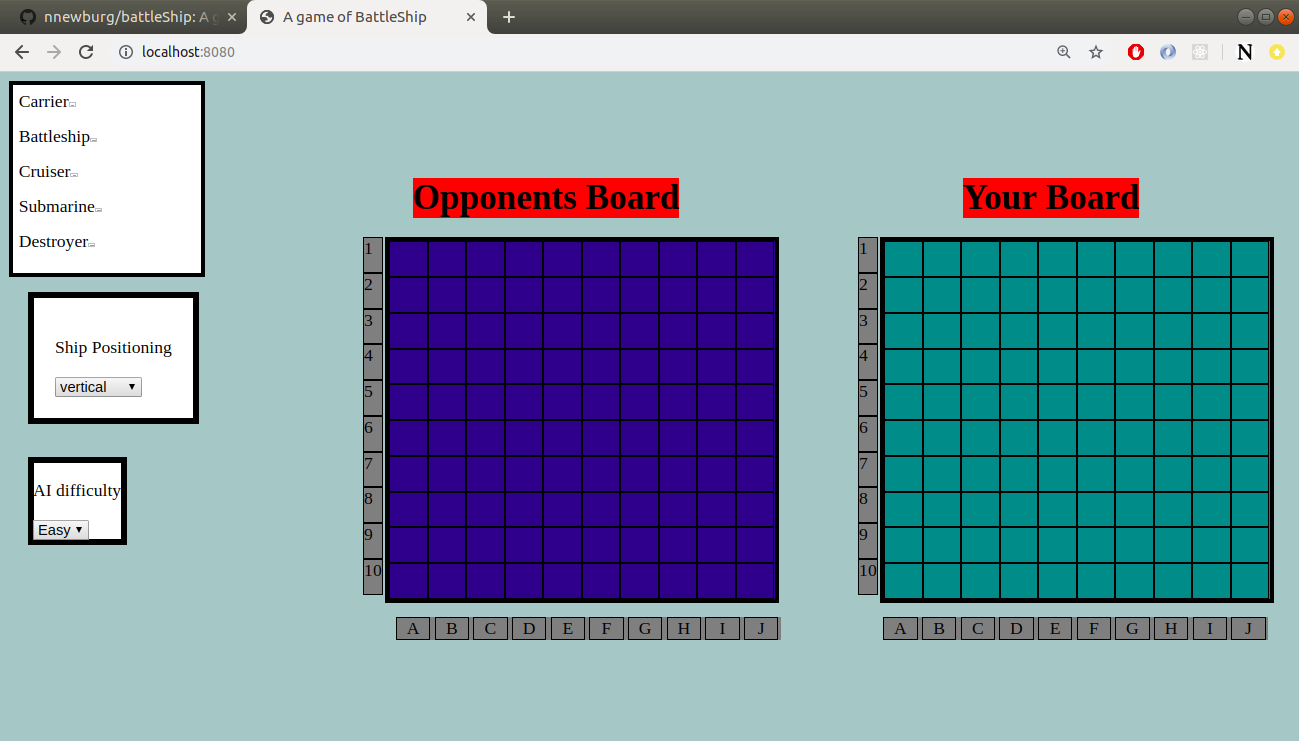 nnewburg/battleShip: A g
A game of BattleShip
localhost:8080
N
Carrier
Battleship
Cruiser
Submarine
Destroyer
Ship Positioning
vertical
AI difficulty
Easy
Opponents Board
1
2
3
4
5
6
7
8
9
10
A B C D E F G H I J
Your Board
1
2
3
4
5
6
7
8
9
10
A B C D E F G H I J